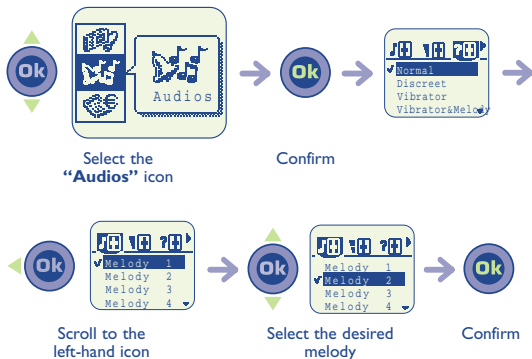 Ok
Audios
Ok
Normal
Discreet
Vibrator
Vibrator&Melody
Select the
“Audios” icon
Confirm
Ok
Melody 1
Melody 2
Melody 3
Melody 4
Ok
Melody 1
Melody 2
Melody 3
Melody 4
Ok
Scroll to the
left-hand icon
Select the desired
melody
Confirm